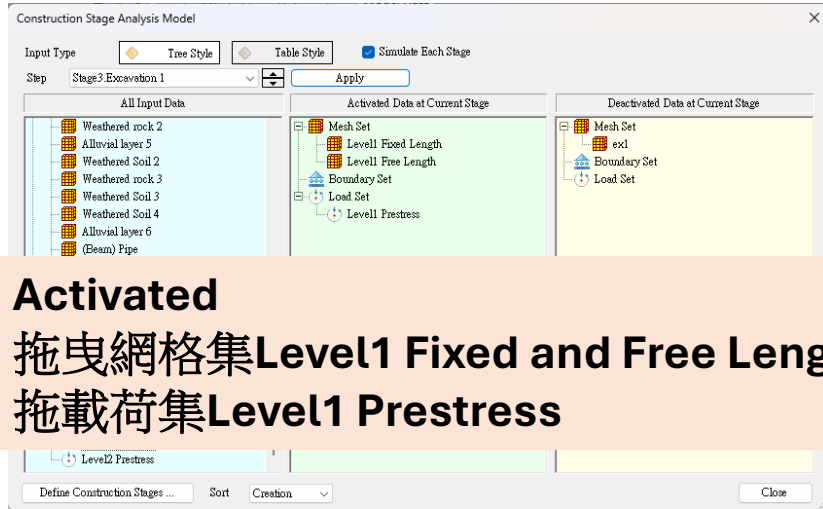 Construction Stage Analysis Model
Input Type Tree Style Table Style Simulate Each Stage
Step Stage3.Excavation 1 Apply
All Input Data Activated Data at Current Stage Deactivated Data at Current Stage
Weathered rock 2 Mesh Set Mesh Set
Alluvial layer 5 Level1 Fixed Length ex1
Weathered Soil 2 Level1 Free Length Boundary Set
Weathered rock 3 Boundary Set Load Set
Weathered Soil 3 Load Set
Weathered Soil 4 Level1 Prestress
Alluvial layer 6
(Beam) Pipe
Activated
拖曳網格集Level1 Fixed and Free Leng
拖載荷集Level1 Prestress
Level2 Prestress
Define Construction Stages ... Sort Creation Close